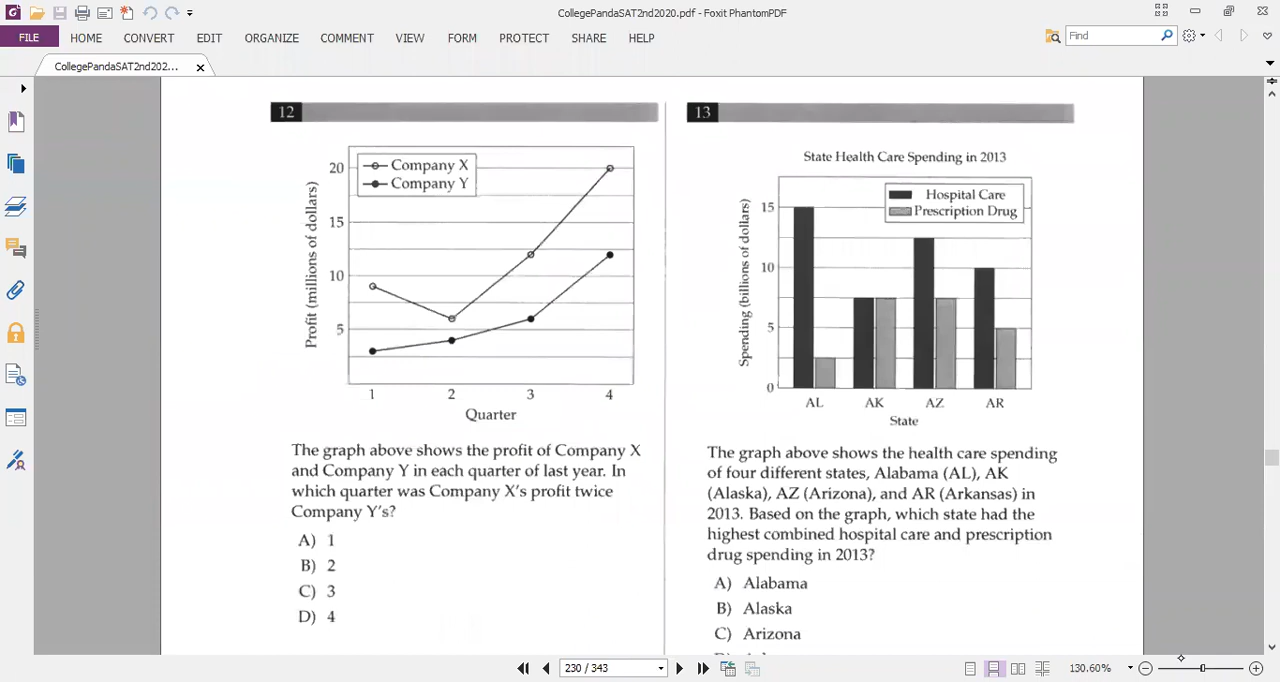 CollegePandaSAT2nd2020.pdf - Foxit PhantomPDF
FILE HOME CONVERT EDIT ORGANIZE COMMENT VIEW FORM PROTECT SHARE HELP
Find
CollegePandaSAT2nd202...
12
Company X
Company Y
Profit (millions of dollars)
20
15
10
5
1 2 3 4
Quarter
The graph above shows the profit of Company X
and Company Y in each quarter of last year. In
which quarter was Company X's profit twice
Company Y's?
A) 1
B) 2
C) 3
D) 4
13
State Health Care Spending in 2013
Hospital Care
Prescription Drug
Spending (billions of dollars)
15
10
5
0
AL AK AZ AR
State
The graph above shows the health care spending
of four different states, Alabama (AL), AK
(Alaska), AZ (Arizona), and AR (Arkansas) in
2013. Based on the graph, which state had the
highest combined hospital care and prescription
drug spending in 2013?
A) Alabama
B) Alaska
C) Arizona
230 / 343
130.60%